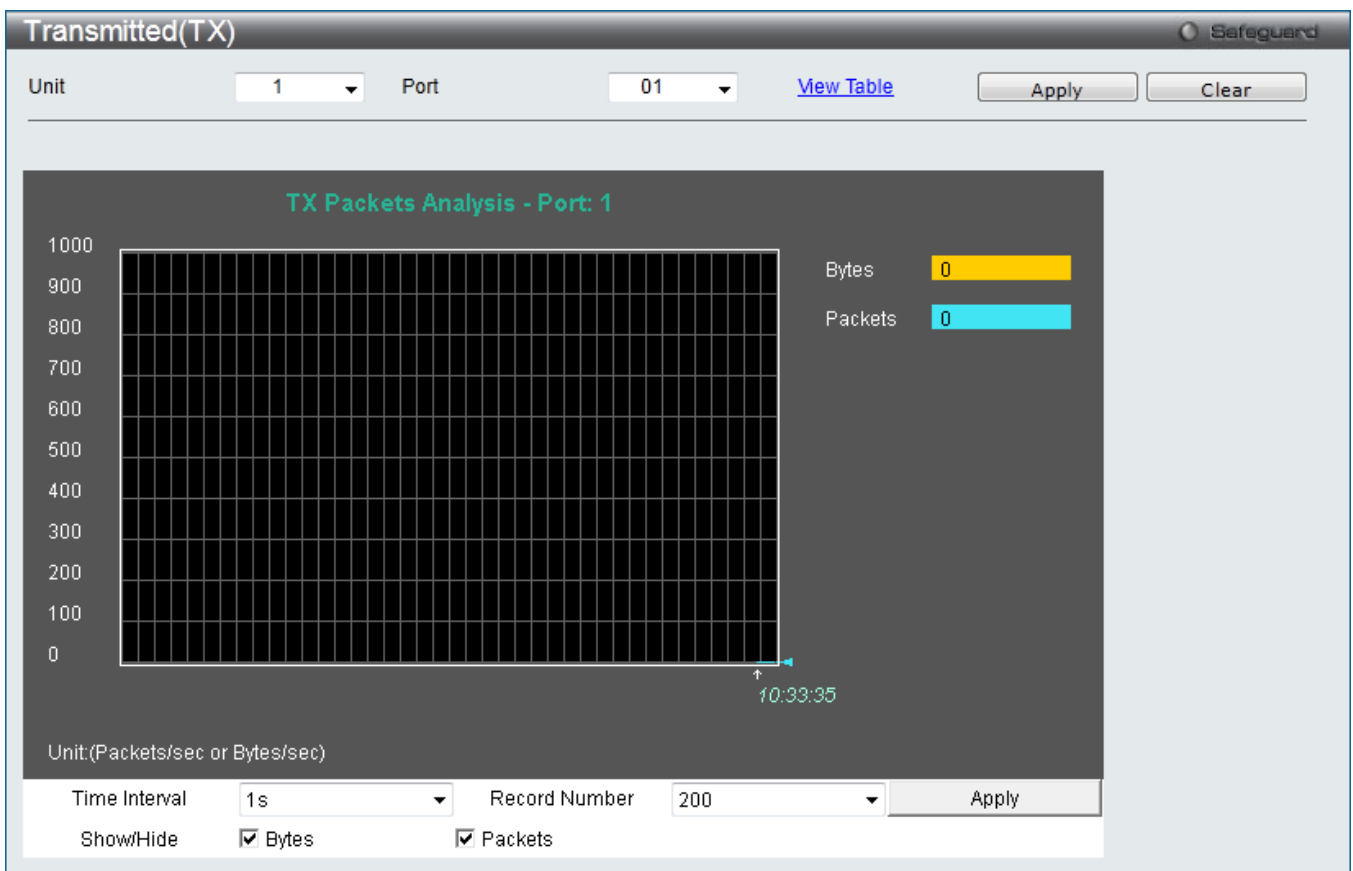 Transmitted(TX) Safeguard
Unit 1 Port 01 View Table Apply Clear
TX Packets Analysis - Port: 1
1000
900
800
700
600
500
400
300
200
100
0
Bytes 0
Packets 0
10:33:35
Unit:(Packets/sec or Bytes/sec)
Time Interval 1s Record Number 200 Apply
Show/Hide Bytes Packets